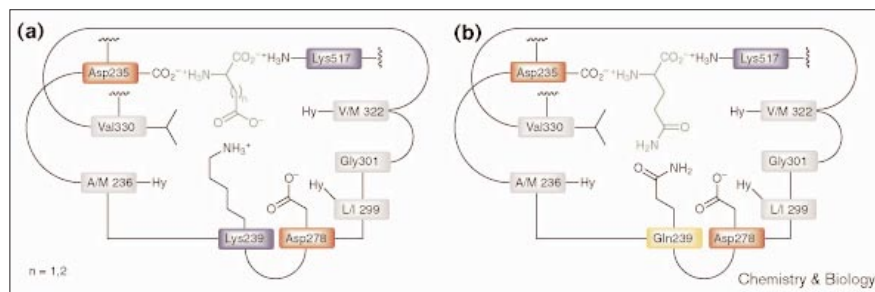 (a)
CO₂⁻ ⁺H₃N Lys517
Asp235 CO₂⁻ ⁺H₃N
( )n
CO₂⁻ O
V/M 322
Hy
Val330
NH₃⁺
Gly301
O O⁻
A/M 236 Hy
Hy
L/I 299
Lys239 Asp278
n = 1,2
(b)
CO₂⁻ ⁺H₃N Lys517
Asp235 CO₂⁻ ⁺H₃N
Hy V/M 322
Val330
H₂N O
NH₂
O
Gly301
O O⁻
A/M 236 Hy
Hy
L/I 299
Gln239 Asp278
Chemistry & Biology